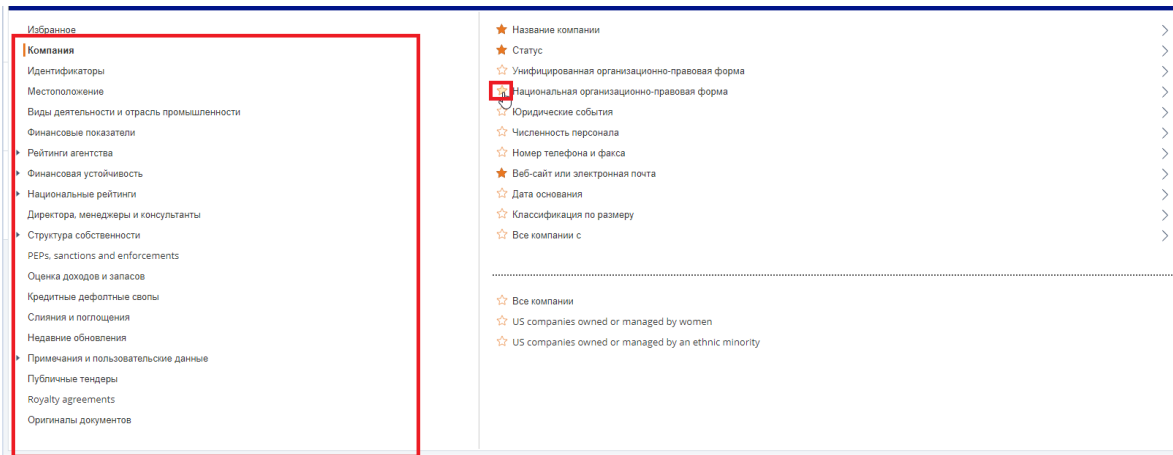 Избранное
Компания
Идентификаторы
Местоположение
Виды деятельности и отрасль промышленности
Финансовые показатели
Рейтинги агентства
Финансовая устойчивость
Национальные рейтинги
Директора, менеджеры и консультанты
Структура собственности
PEPs, sanctions and enforcements
Оценка доходов и запасов
Кредитные дефолтные свопы
Слияния и поглощения
Недавние обновления
Примечания и пользовательские данные
Публичные тендеры
Royalty agreements
Оригиналы документов
Название компании
Статус
Унифицированная организационно-правовая форма
Национальная организационно-правовая форма
Юридические события
Численность персонала
Номер телефона и факса
Веб-сайт или электронная почта
Дата основания
Классификация по размеру
Все компании с
Все компании
US companies owned or managed by women
US companies owned or managed by an ethnic minority